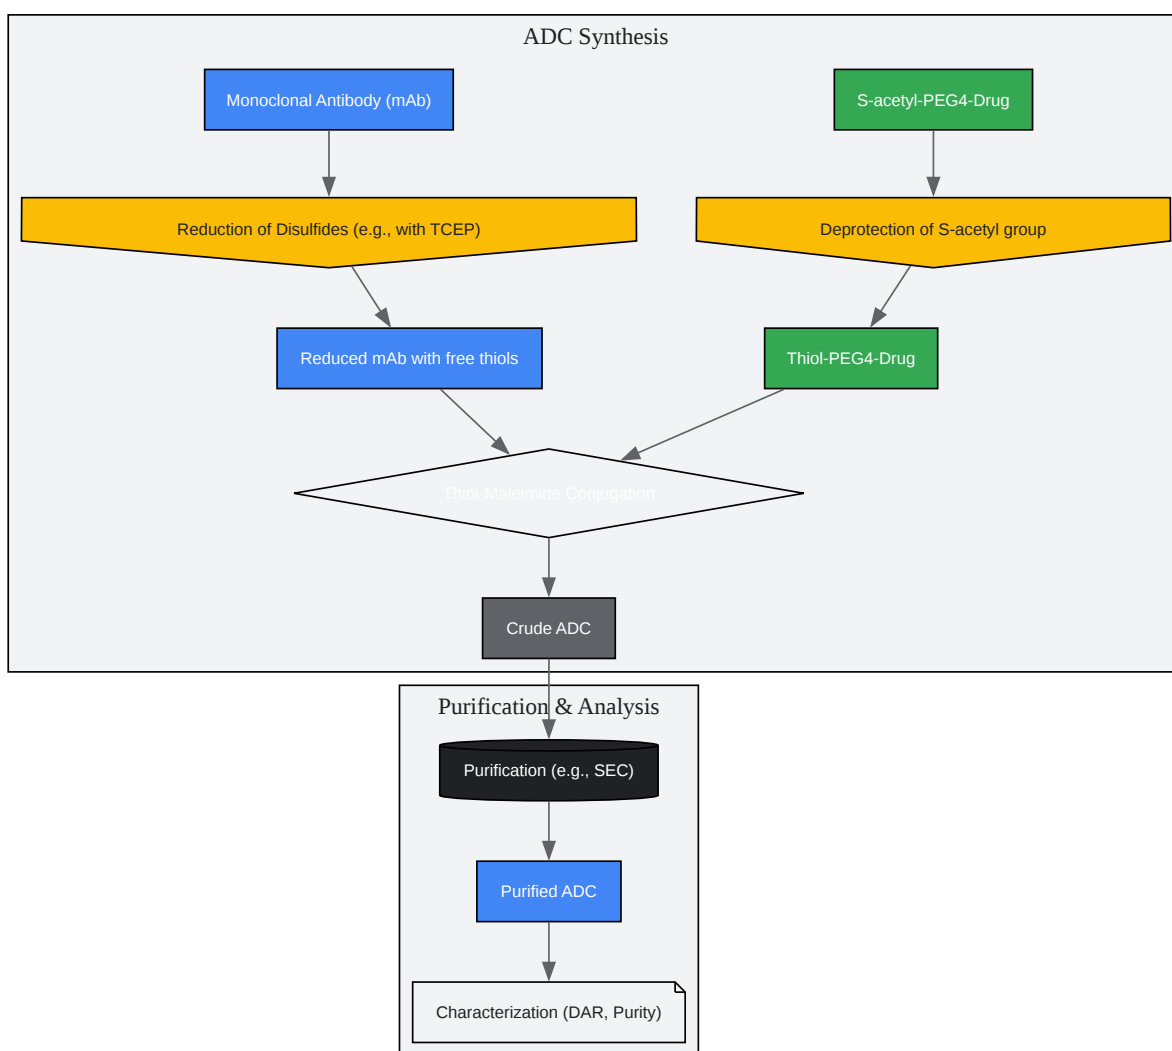 ADC Synthesis
Monoclonal Antibody (mAb)
S-acetyl-PEG4-Drug
Reduction of Disulfides (e.g., with TCEP)
Deprotection of S-acetyl group
Reduced mAb with free thiols
Thiol-PEG4-Drug
Thiol-Maleimide Conjugation
Crude ADC
Purification & Analysis
Purification (e.g., SEC)
Purified ADC
Characterization (DAR, Purity)